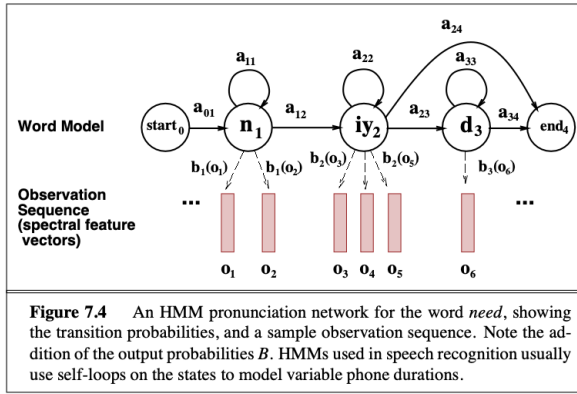 a24
a11 a22 a33
a01 a12 a23 a34
Word Model start0 n1 iy2 d3 end4
b1(o1) b1(o2) b2(o3) b2(o5) b3(o6)
Observation
Sequence ... ...
(spectral feature
vectors)
o1 o2 o3 o4 o5 o6
Figure 7.4 An HMM pronunciation network for the word need, showing
the transition probabilities, and a sample observation sequence. Note the ad-
dition of the output probabilities B. HMMs used in speech recognition usually
use self-loops on the states to model variable phone durations.